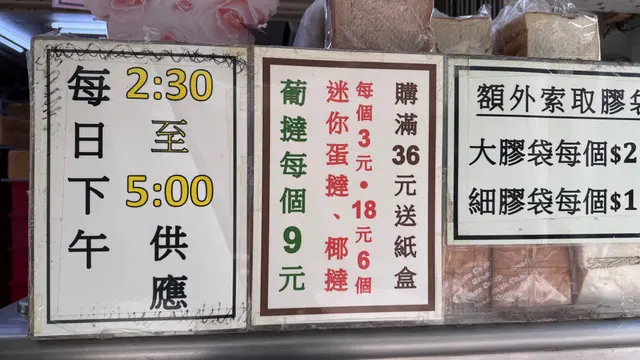 每日下午
2:30
至
5:00
供應
購滿36元送紙盒
每個3元•18元6個
迷你蛋撻、椰撻
葡撻每個9元
額外索取膠袋
大膠袋每個$2
細膠袋每個$1